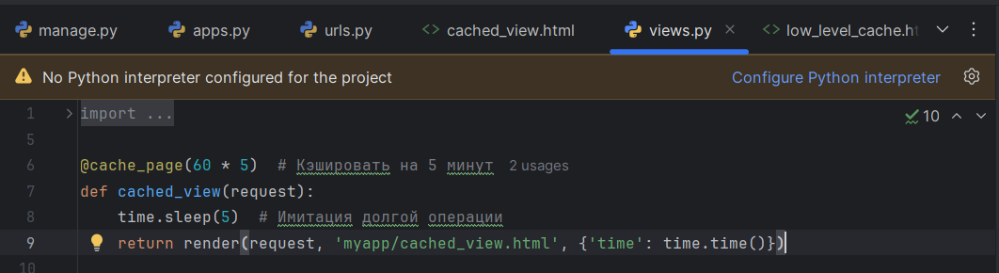 manage.py apps.py urls.py <> cached_view.html views.py × <> low_level_cache.h
No Python interpreter configured for the project Configure Python interpreter
1 import ... 10
5
6 @cache_page(60 * 5) # Кэшировать на 5 минут 2 usages
7 def cached_view(request):
8 time.sleep(5) # Имитация долгой операции
9 return render(request, 'myapp/cached_view.html', {'time': time.time()})
10